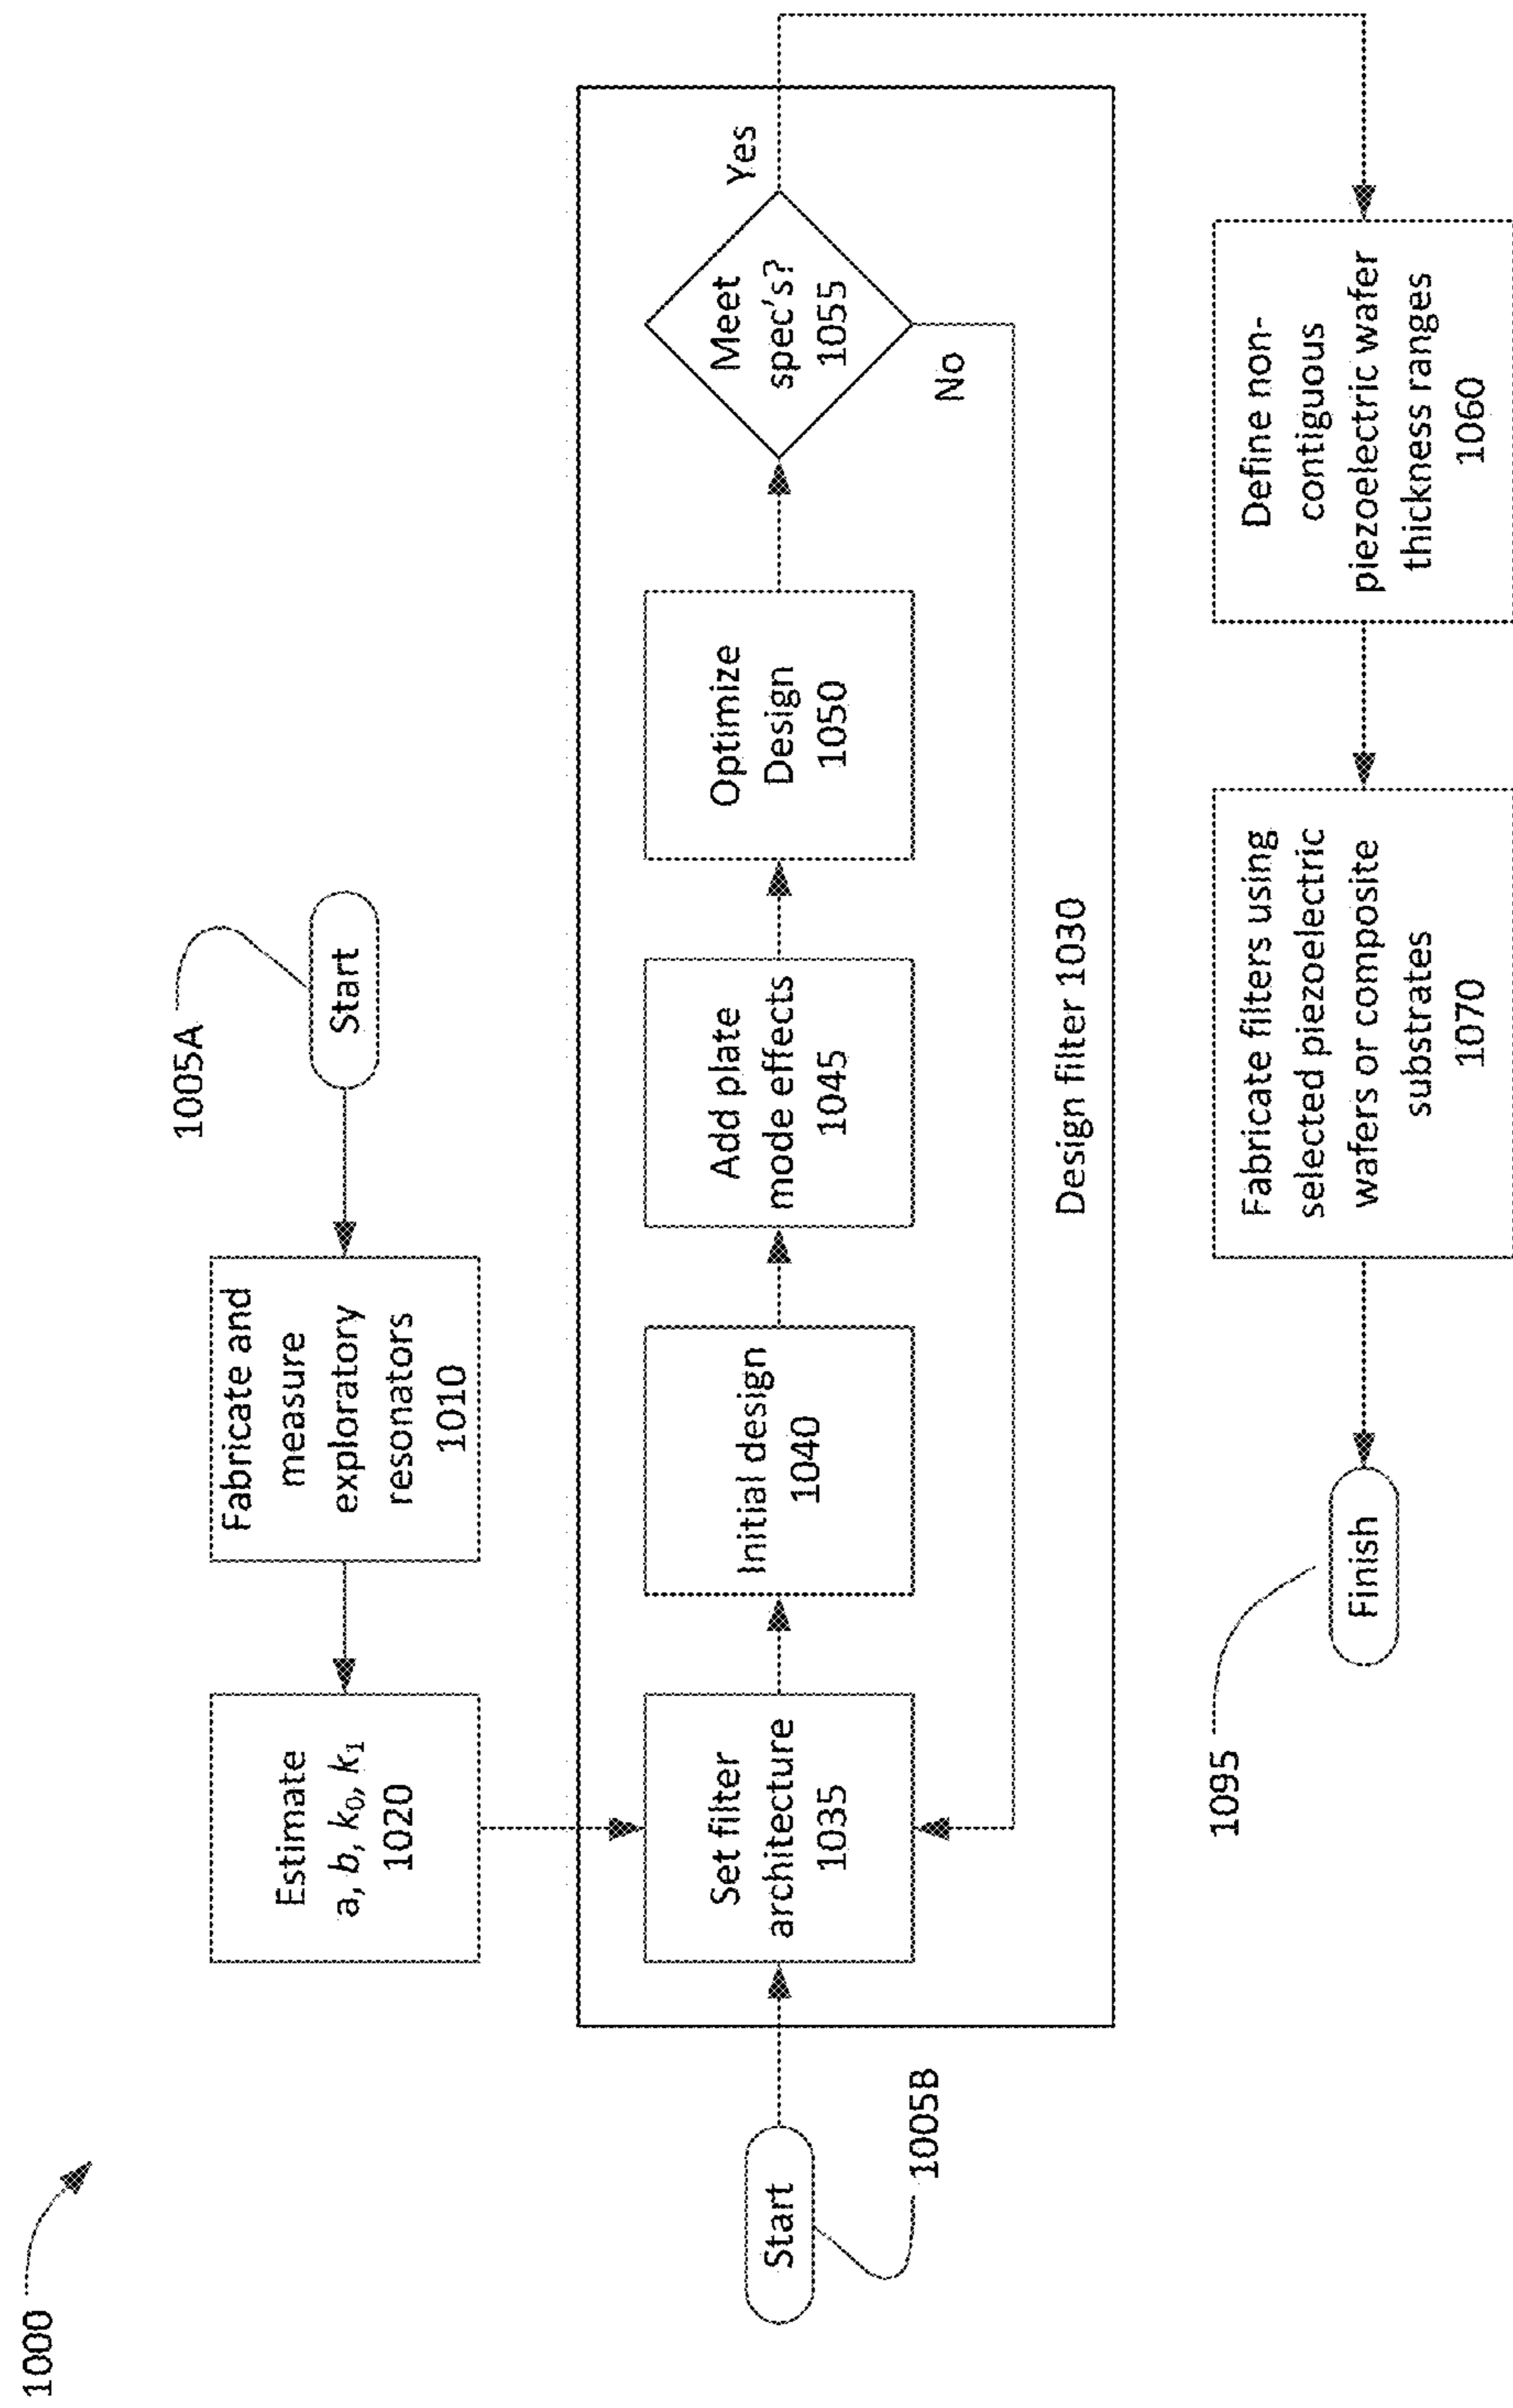 1000
1005A
Start
Fabricate and
measure
exploratory
resonators
1010
Estimate
a, b, k₀, k₁
1020
Start
1005B
Set filter
architecture
1035
Initial design
1040
Add plate
mode effects
1045
Optimize
Design
1050
Meet
spec's?
1055
Yes
No
Design filter 1030
Define non-
contiguous
piezoelectric wafer
thickness ranges
1060
Fabricate filters using
selected piezoelectric
wafers or composite
substrates
1070
Finish
1095